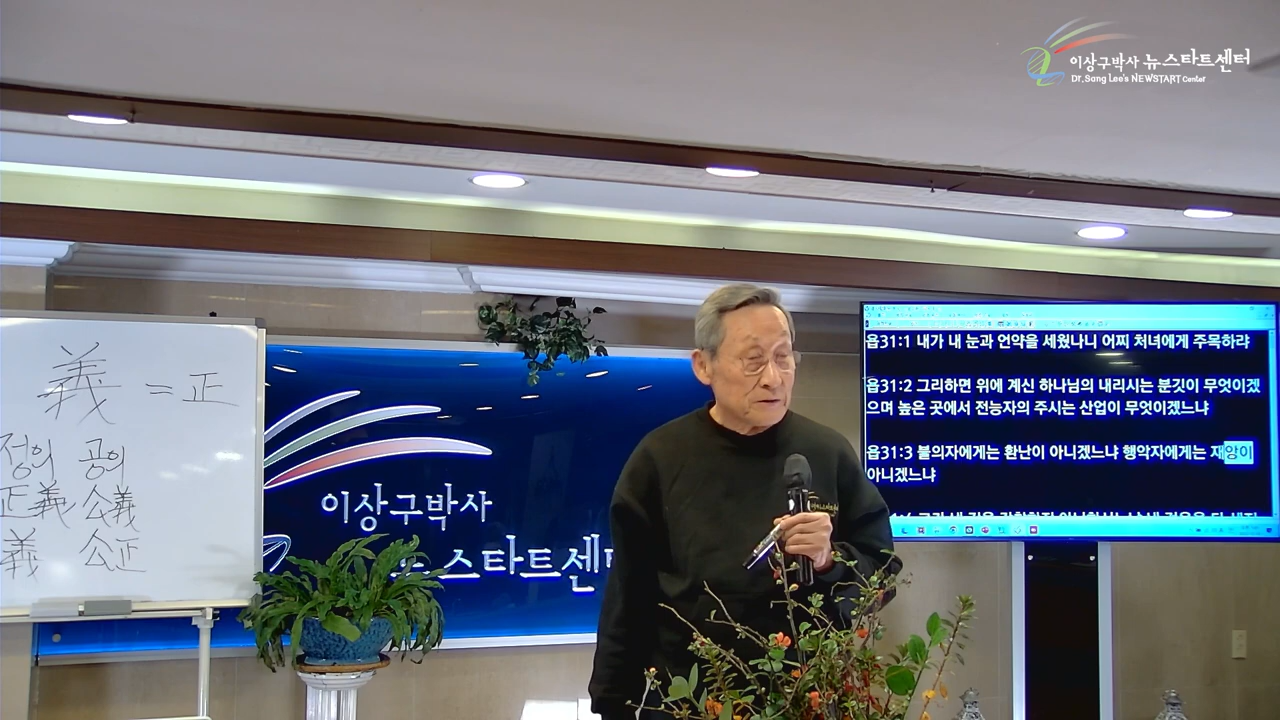 이상구박사 뉴스타트센터
Dr. Sang Lee's NEWSTART Center
義 = 正
정의 공의
正義 公義
義 公正
이상구박사
뉴스타트센터
욥31:1 내가 내 눈과 언약을 세웠나니 어찌 처녀에게 주목하랴
욥31:2 그리하면 위에 계신 하나님의 내리시는 분깃이 무엇이겠
으며 높은 곳에서 전능자의 주시는 산업이 무엇이겠느냐
욥31:3 불의자에게는 환난이 아니겠느냐 행악자에게는 재앙이
아니겠느냐